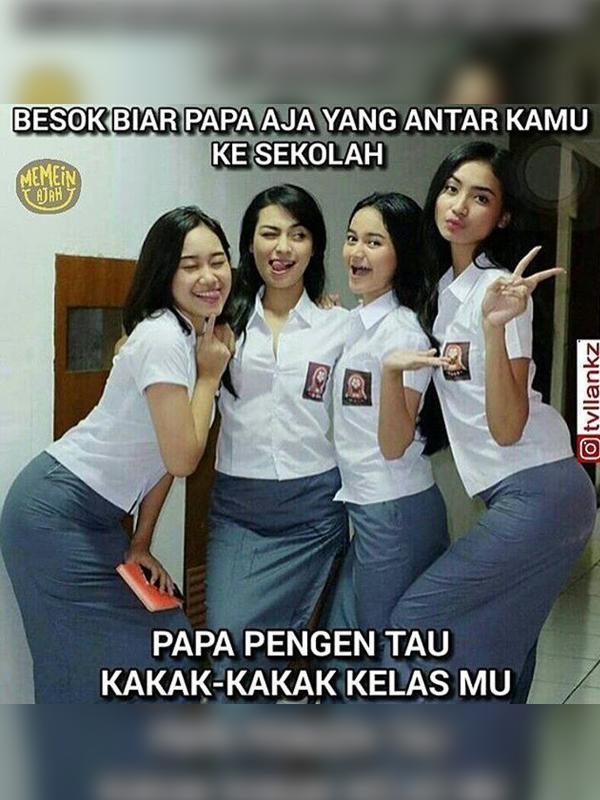 BESOK BIAR PAPA AJA YANG ANTAR KAMU
KE SEKOLAH
MEMEiN
AJAH
tvllankz
PAPA PENGEN TAU
KAKAK-KAKAK KELAS MU